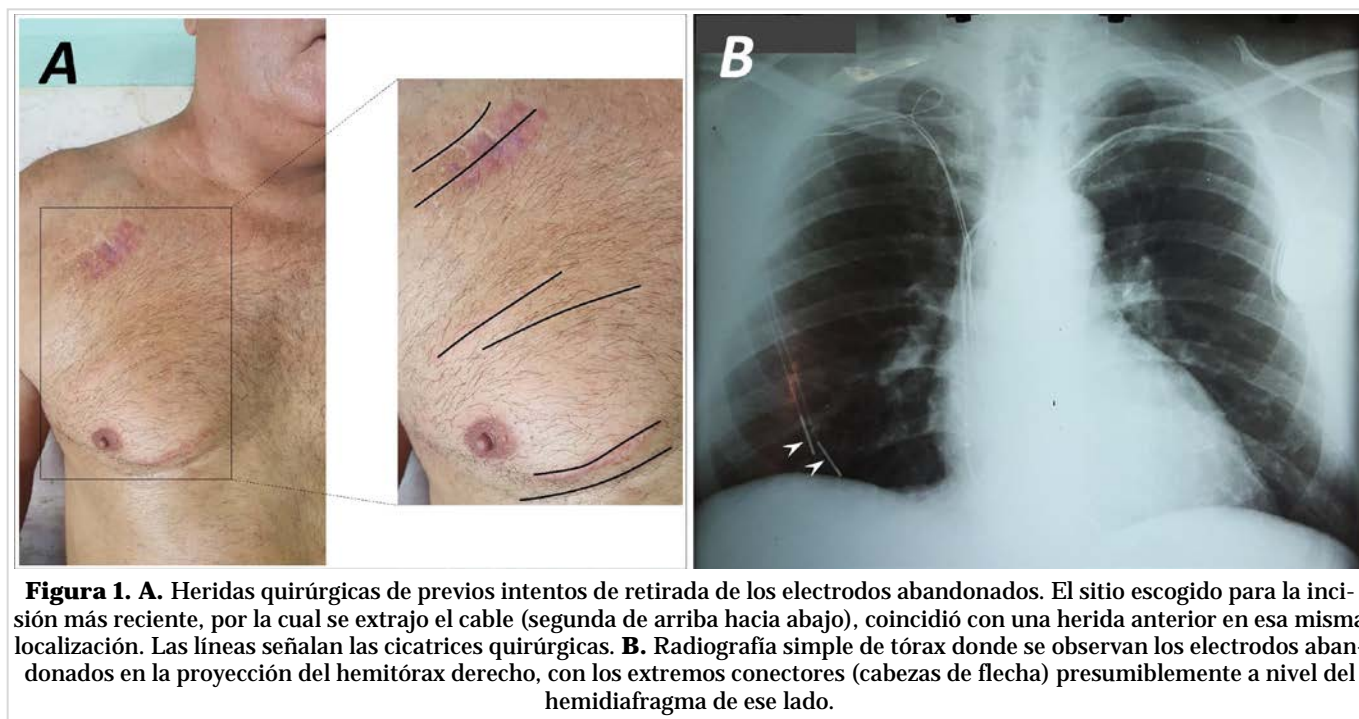 A
B
Figura 1. A. Heridas quirúrgicas de previos intentos de retirada de los electrodos abandonados. El sitio escogido para la inci-
sión más reciente, por la cual se extrajo el cable (segunda de arriba hacia abajo), coincidió con una herida anterior en esa misma
localización. Las líneas señalan las cicatrices quirúrgicas. B. Radiografía simple de tórax donde se observan los electrodos aban-
donados en la proyección del hemitórax derecho, con los extremos conectores (cabezas de flecha) presumiblemente a nivel del
hemidiafragma de ese lado.